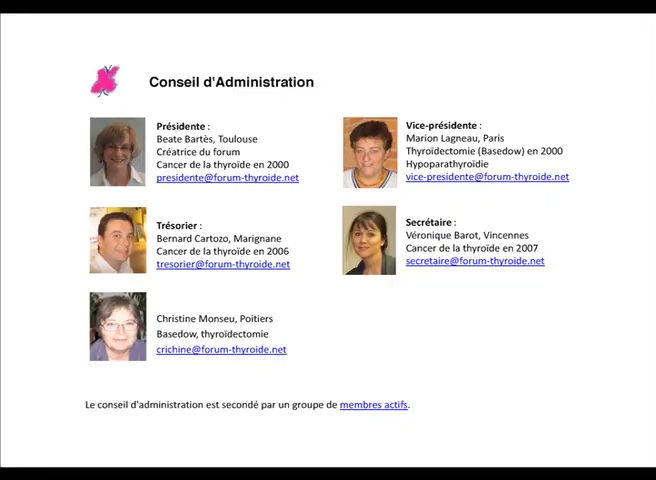 Conseil d'Administration
Présidente :
Beate Bartès, Toulouse
Créatrice du forum
Cancer de la thyroïde en 2000
presidente@forum-thyroide.net
Vice-présidente :
Marion Lagneau, Paris
Thyroïdectomie (Basedow) en 2000
Hypoparathyroïdie
vice-presidente@forum-thyroide.net
Trésorier :
Bernard Cartozo, Marignane
Cancer de la thyroïde en 2006
tresorier@forum-thyroide.net
Secrétaire :
Véronique Barot, Vincennes
Cancer de la thyroïde en 2007
secretaire@forum-thyroide.net
Christine Monseu, Poitiers
Basedow, thyroïdectomie
crichine@forum-thyroide.net
Le conseil d'administration est secondé par un groupe de membres actifs.